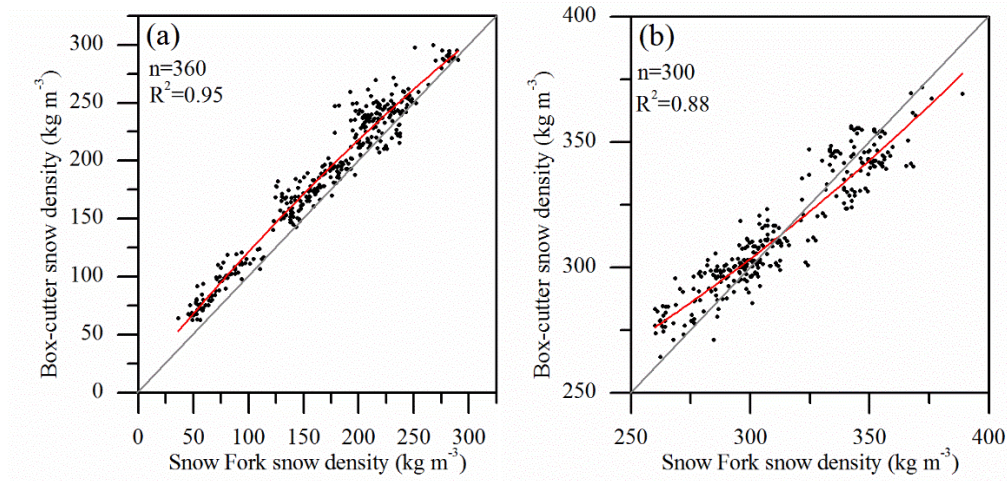 (a)
n=360
R²=0.95
Box-cutter snow density (kg m⁻³)
300
250
200
150
100
50
0
0 50 100 150 200 250 300
Snow Fork snow density (kg m⁻³)
(b)
n=300
R²=0.88
Box-cutter snow density (kg m⁻³)
400
350
300
250
250 300 350 400
Snow Fork snow density (kg m⁻³)